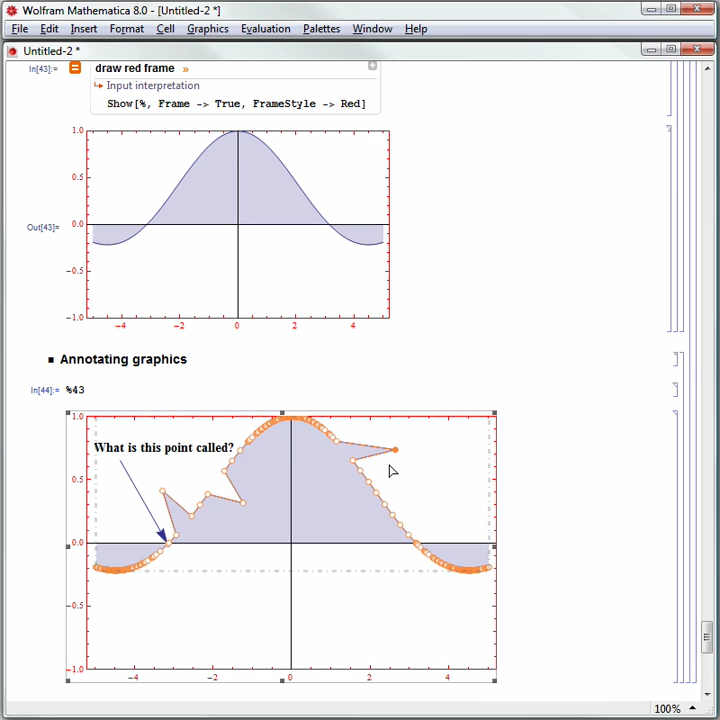 Wolfram Mathematica 8.0 - [Untitled-2 *]
File Edit Insert Format Cell Graphics Evaluation Palettes Window Help
Untitled-2 *
In[43]:= draw red frame »
Input interpretation
Show[%, Frame -> True, FrameStyle -> Red]
1.0
0.5
Out[43]= 0.0
−0.5
−1.0
−4 −2 0 2 4
Annotating graphics
In[44]:= %43
1.0
What is this point called?
0.5
0.0
−0.5
−1.0
−4 −2 0 2 4
100%